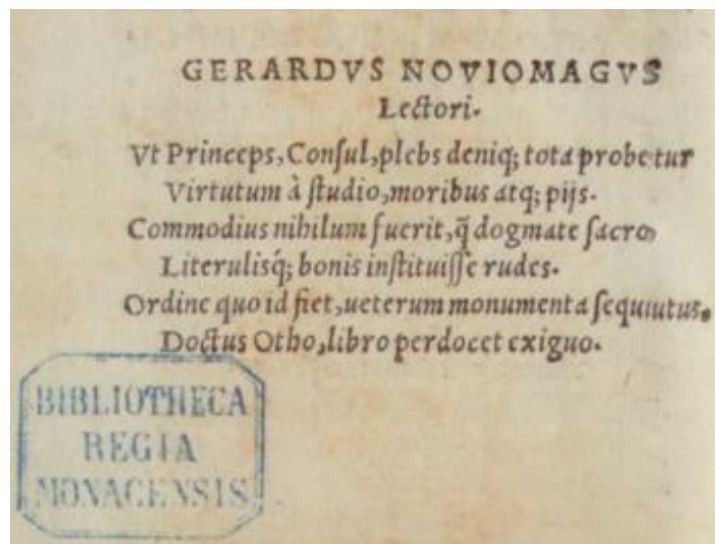 GERARDVS NOVIOMAGVS
Lectori.
Vt Princeps, Conſul, plebs deniq; tota probetur
Virtutum à ſtudio, moribus atq; pijs.
Commodius nihilum fuerit, q̃ dogmate ſacro
Literulisq́; bonis inſtituiſſe rudes.
Ordine quo id fiet, ueterum monumenta ſequutus.
Doctus Otho, libro perdocet exiguo.
BIBLIOTHECA
REGIA
MONACENSIS